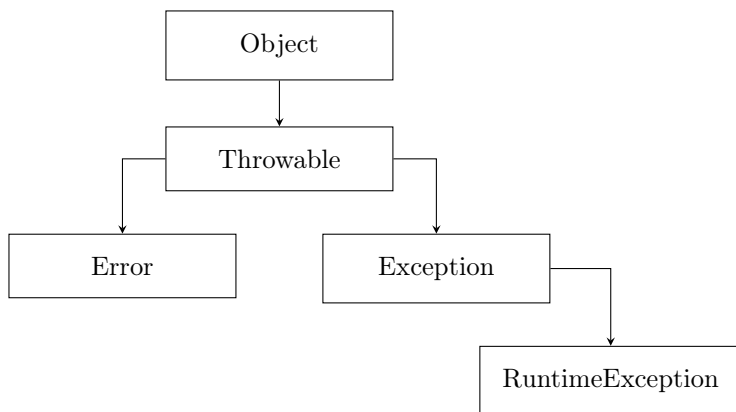 Object
Throwable
Error
Exception
RuntimeException